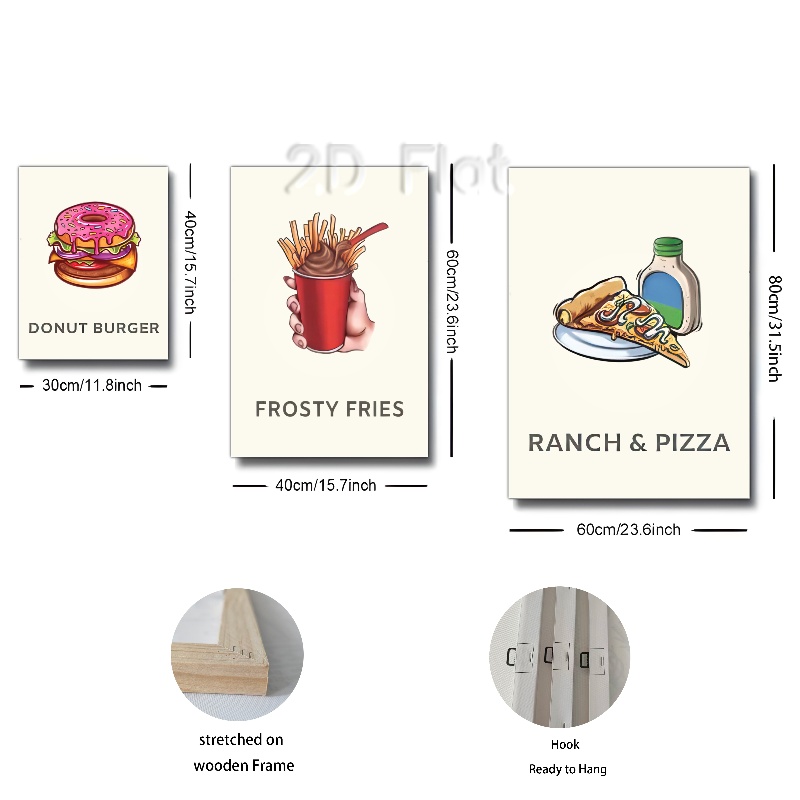 2D Flat
DONUT BURGER
40cm/15.7inch
30cm/11.8inch
FROSTY FRIES
60cm/23.6inch
40cm/15.7inch
RANCH & PIZZA
80cm/31.5inch
60cm/23.6inch
stretched on
wooden Frame
Hook
Ready to Hang